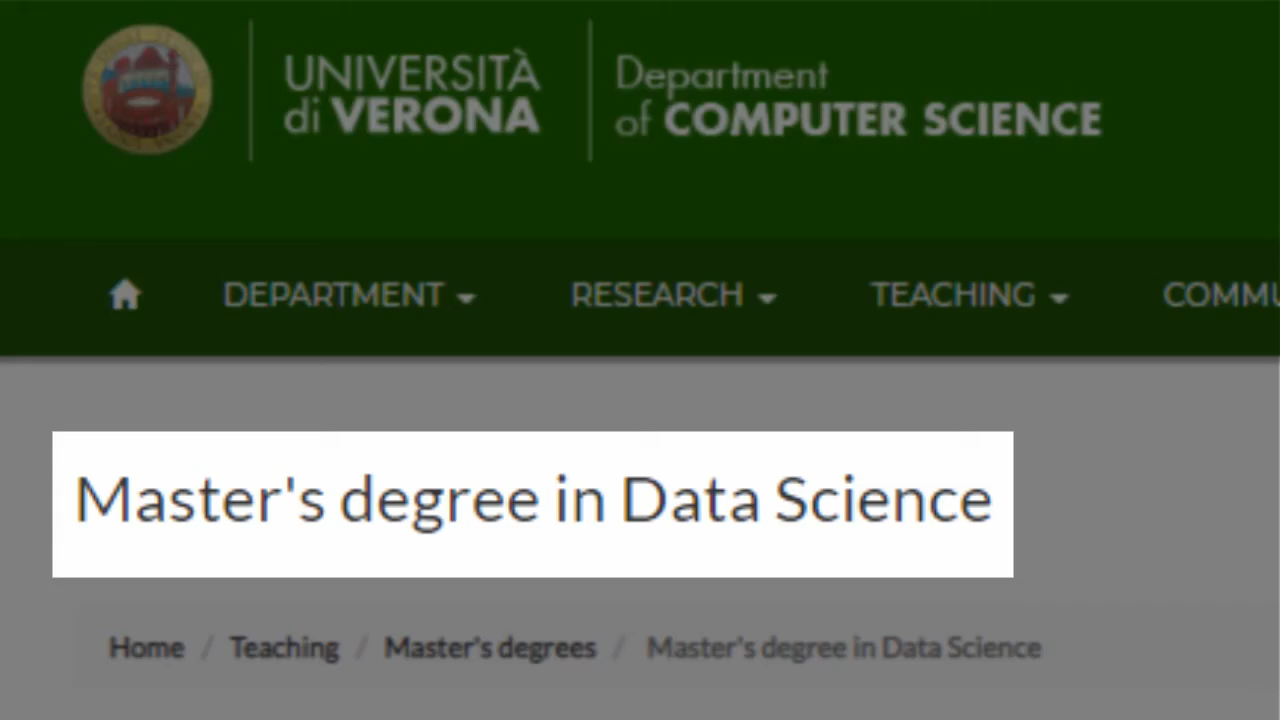 UNIVERSITÀ
di VERONA
Department
of COMPUTER SCIENCE
DEPARTMENT RESEARCH TEACHING COMMU
Master's degree in Data Science
Home / Teaching / Master's degrees / Master's degree in Data Science